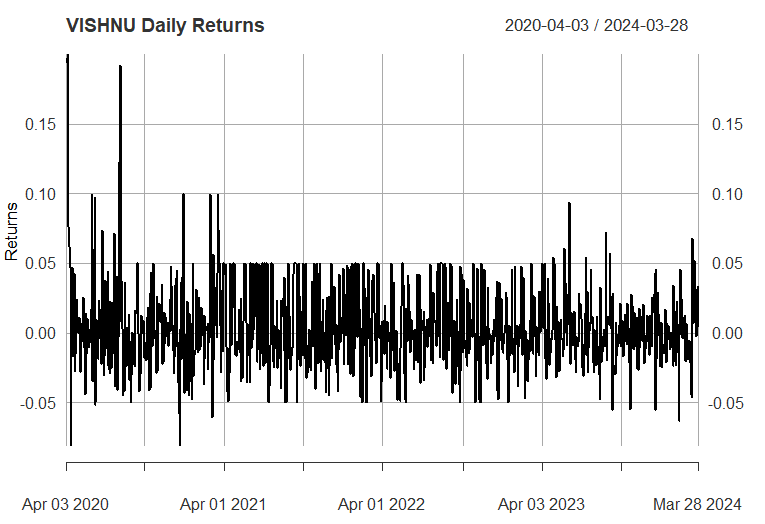 VISHNU Daily Returns 2020-04-03 / 2024-03-28
Returns
0.15 0.15
0.10 0.10
0.05 0.05
0.00 0.00
-0.05 -0.05
Apr 03 2020 Apr 01 2021 Apr 01 2022 Apr 03 2023 Mar 28 2024